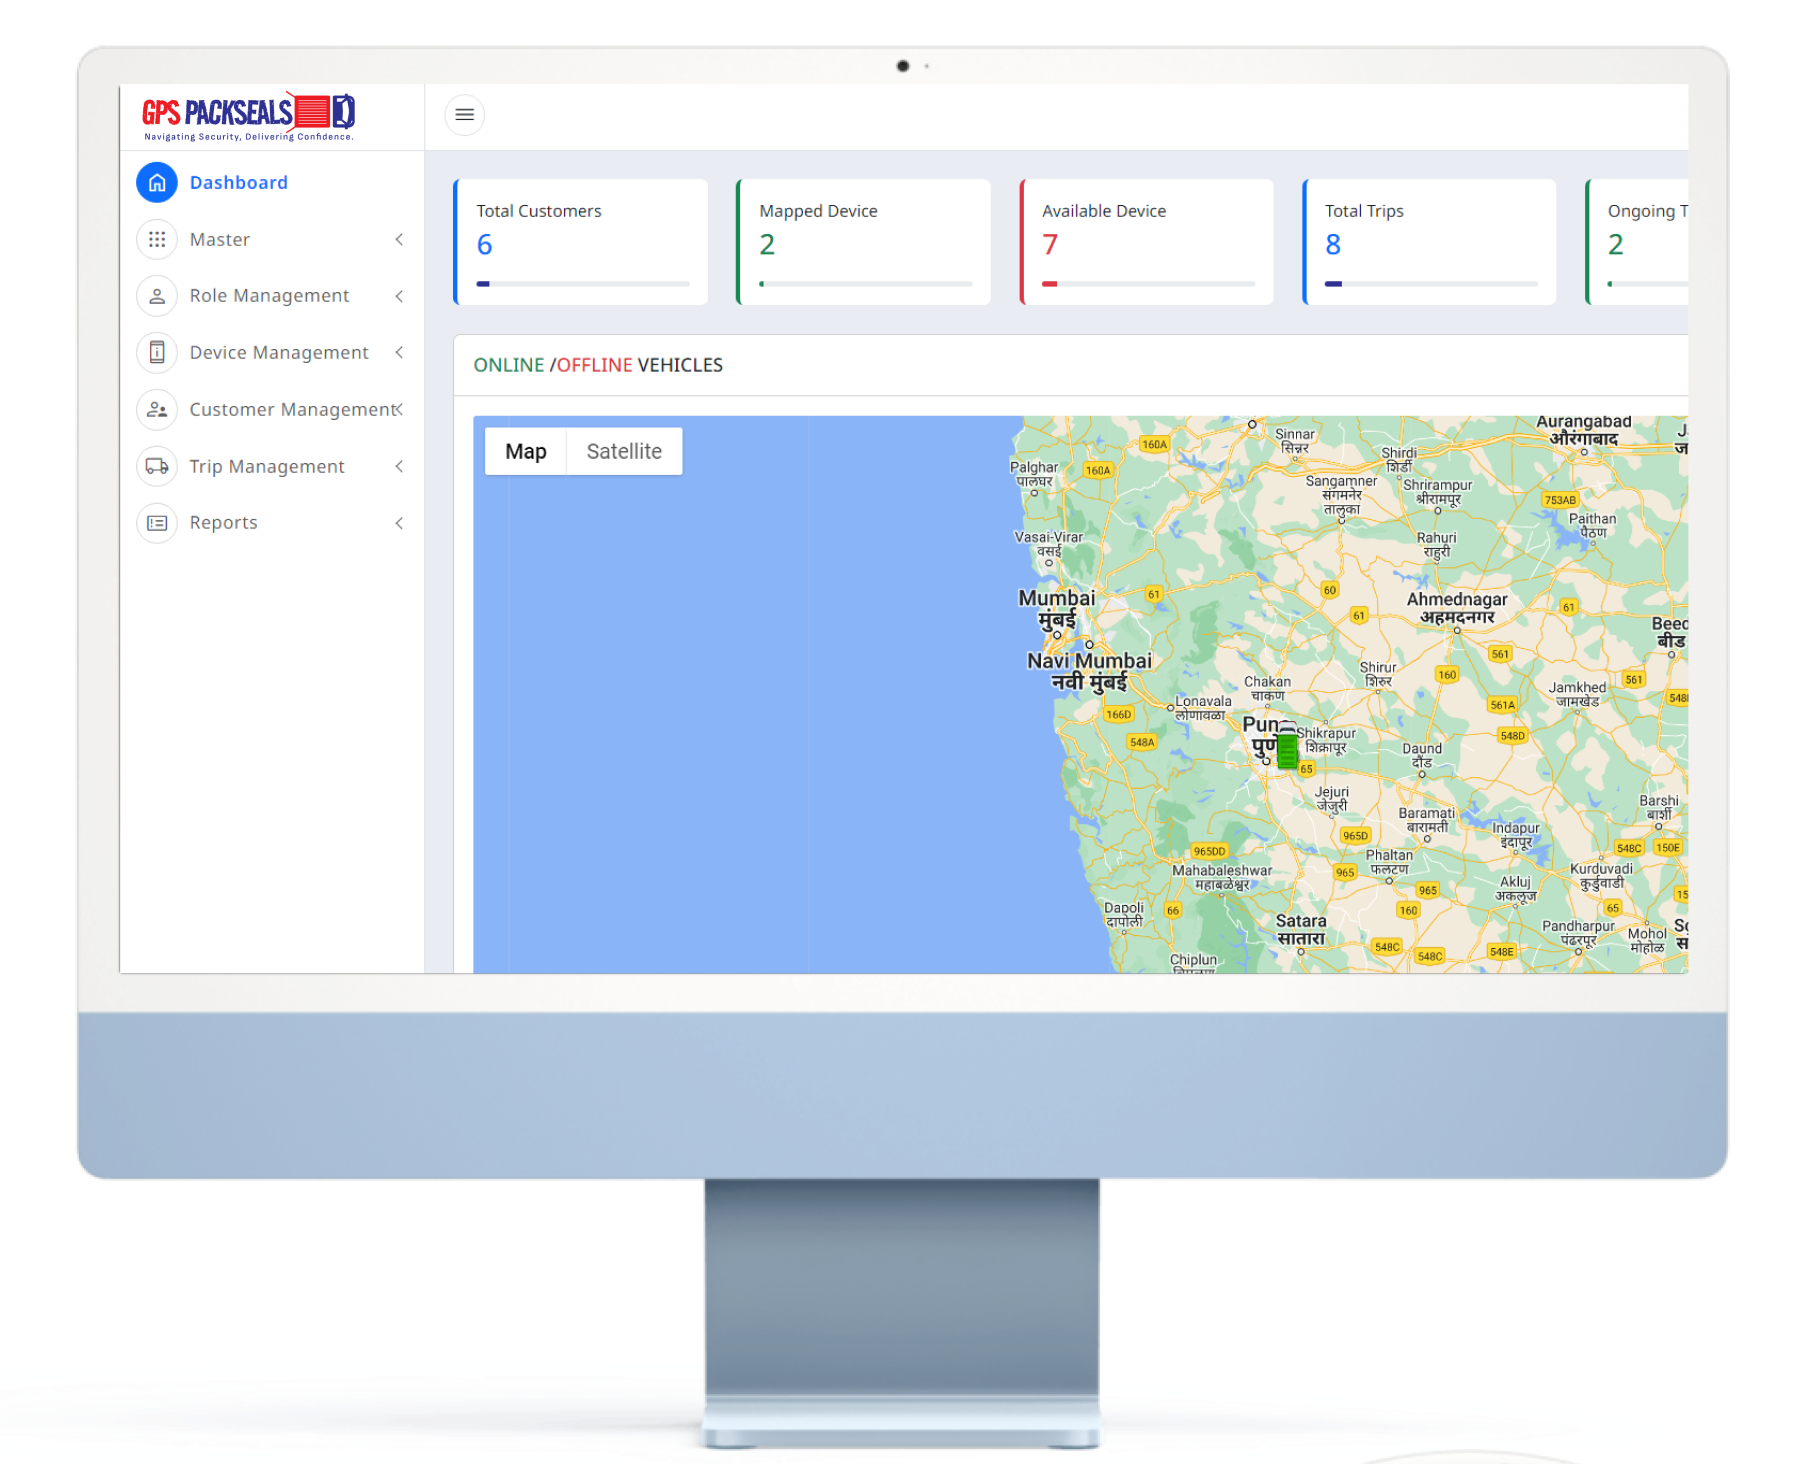 GPS PACKSEALS
Navigating Security, Delivering Confidence.
Dashboard
Master
Role Management
Device Management
Customer Management
Trip Management
Reports
Total Customers
6
Mapped Device
2
Available Device
7
Total Trips
8
Ongoing T
2
ONLINE /OFFLINE VEHICLES
Map
Satellite
Aurangabad
औरंगाबाद
Sinnar
सिन्नर
160A
Shirdi
शिर्डी
Palghar
पालघर
160A
Sangamner
संगमनेर
तालुका
Shrirampur
श्रीरामपूर
753AB
Paithan
पैठण
Vasai-Virar
वसई
Rahuri
राहुरी
Mumbai
मुंबई
61
60
61
Ahmednagar
अहमदनगर
61
Beed
बीड
Navi Mumbai
नवी मुंबई
561
Shirur
शिरुर
160
561
Chakan
चाकण
Jamkhed
जामखेड
548
Lonavala
लोणावळा
166D
561A
548A
Pun
पुणे
Shikrapur
शिक्रापूर
548D
Daund
दौंड
65
Jejuri
जेजुरी
Barshi
बार्शी
Baramati
बारामती
965D
Indapur
इंदापूर
965DD
548C
150E
Phaltan
फलटण
Mahabaleshwar
महाबळेश्वर
965
Kurduvadi
कुर्डुवाडी
Akluj
अकलूज
965
15
Dapoli
दापोली
66
160
65
Satara
सातारा
Pandharpur
पंढरपूर
Mohol
मोहोळ
548C
548C
548E
Chiplun